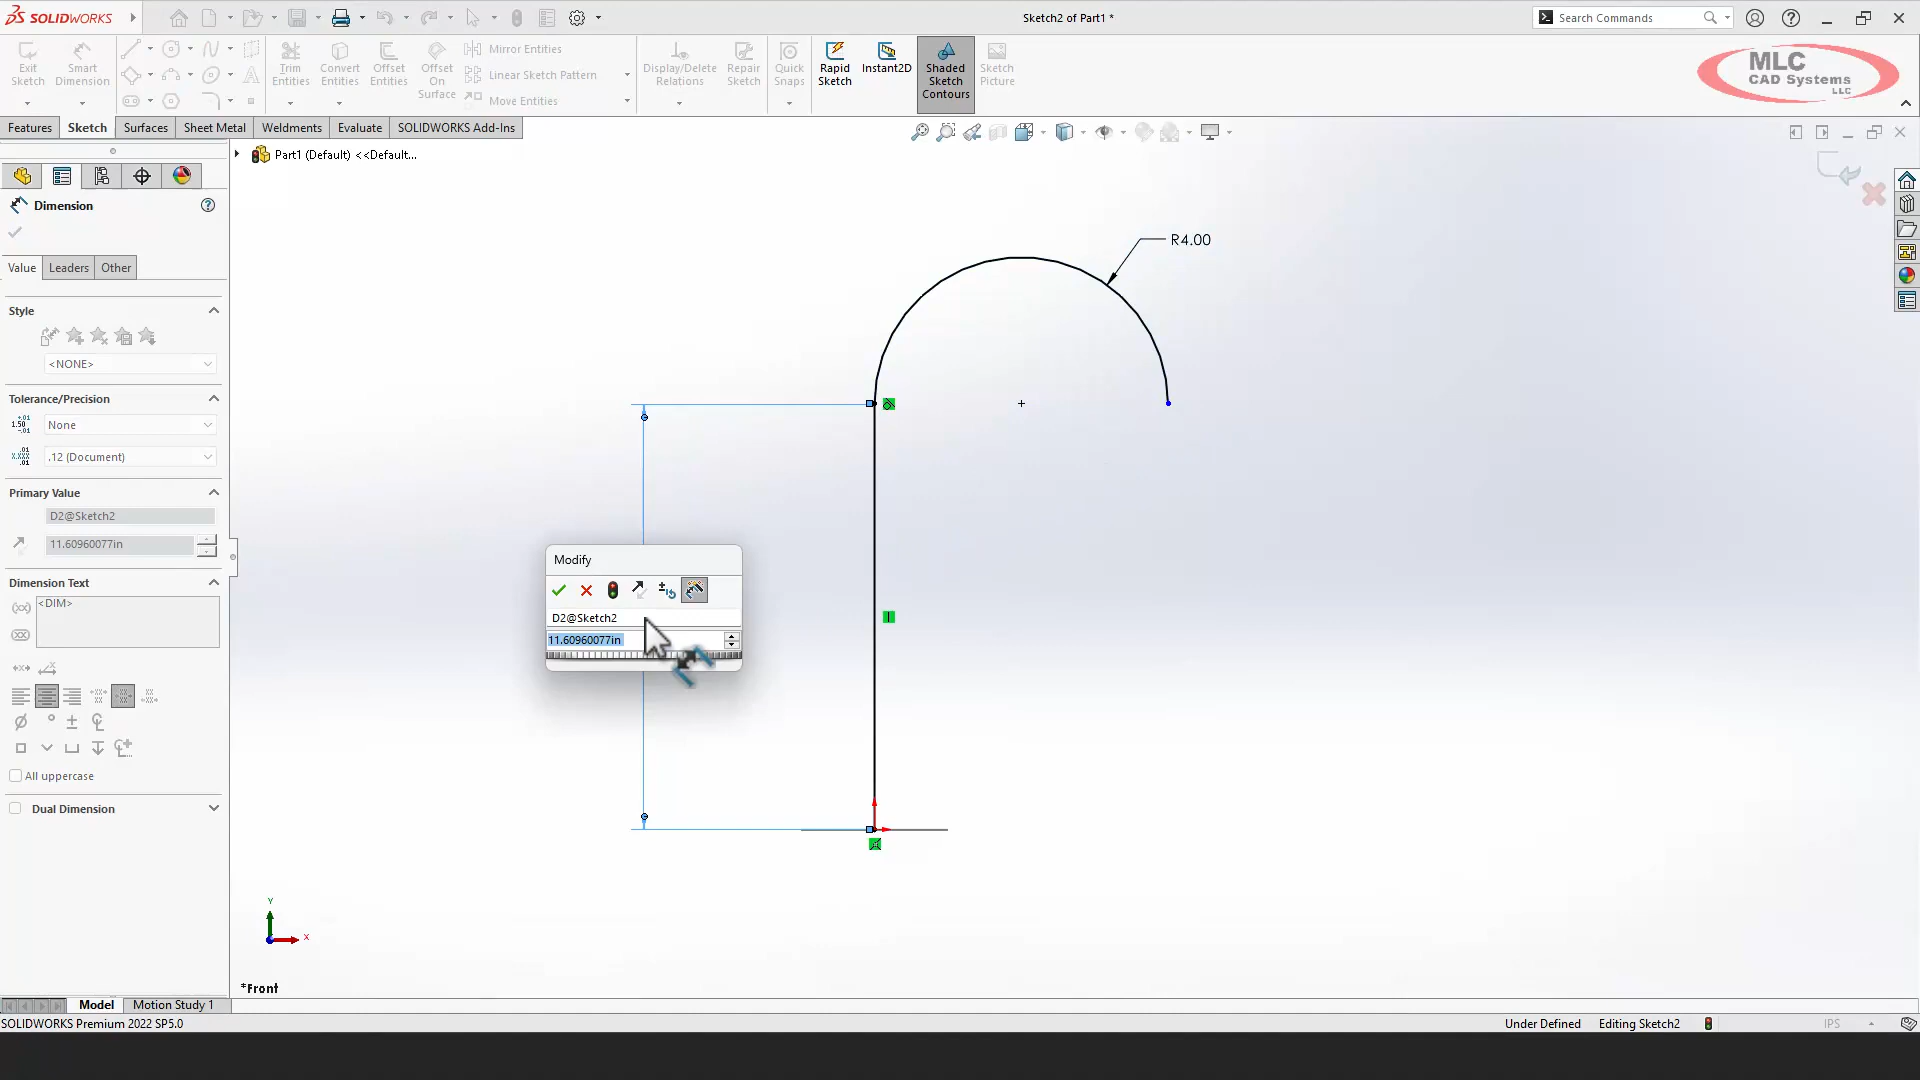 SOLIDWORKS
Sketch2 of Part1 *
Search Commands
Exit Sketch
Smart Dimension
Trim Entities
Convert Entities
Offset Entities
Offset On Surface
Mirror Entities
Linear Sketch Pattern
Move Entities
Display/Delete Relations
Repair Sketch
Quick Snaps
Rapid Sketch
Instant2D
Shaded Sketch Contours
Sketch Picture
MLC
CAD Systems
LLC
Features
Sketch
Surfaces
Sheet Metal
Weldments
Evaluate
SOLIDWORKS Add-Ins
Part1 (Default) <<Default...
Dimension
Value
Leaders
Other
Style
<NONE>
Tolerance/Precision
None
.12 (Document)
Primary Value
D2@Sketch2
11.60960077in
Dimension Text
<DIM>
All uppercase
Dual Dimension
R4.00
Modify
D2@Sketch2
11.60960077in
Y
X
*Front
Model
Motion Study 1
SOLIDWORKS Premium 2022 SP5.0
Under Defined
Editing Sketch2
IPS